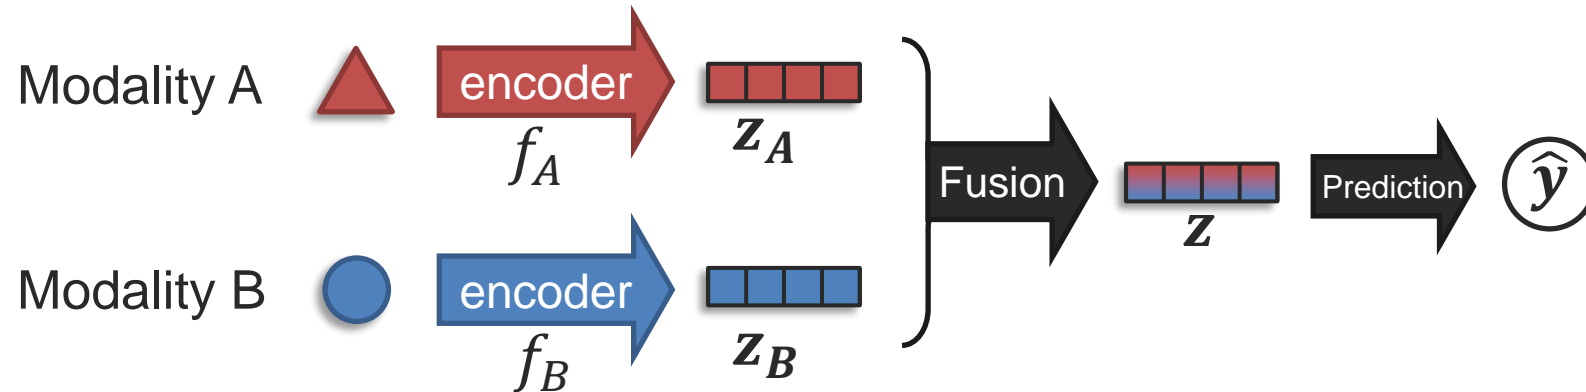 Modality A
encoder
f_A
z_A
Modality B
encoder
f_B
z_B
Fusion
z
Prediction
ŷ